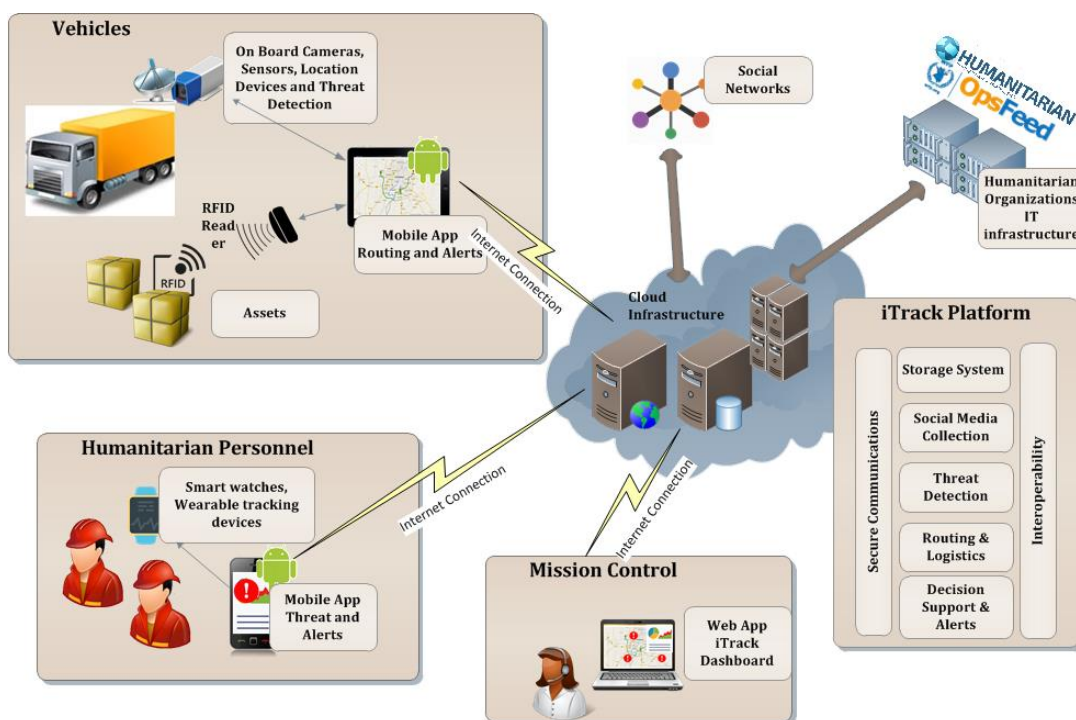 Vehicles
On Board Cameras,
Sensors, Location
Devices and Threat
Detection
RFID
Read
er
Mobile App
Routing and Alerts
RFID
Assets
Internet Connection
Social
Networks
HUMANITARIAN
OpsFeed
Humanitarian
Organizations
IT
infrastructure
Cloud
Infrastructure
iTrack Platform
Secure Communications
Storage System
Social Media
Collection
Threat
Detection
Routing &
Logistics
Decision
Support &
Alerts
Interoperability
Humanitarian Personnel
Smart watches,
Wearable tracking
devices
Mobile App
Threat and
Alerts
Internet Connection
Internet Connection
Mission Control
Web App
iTrack
Dashboard